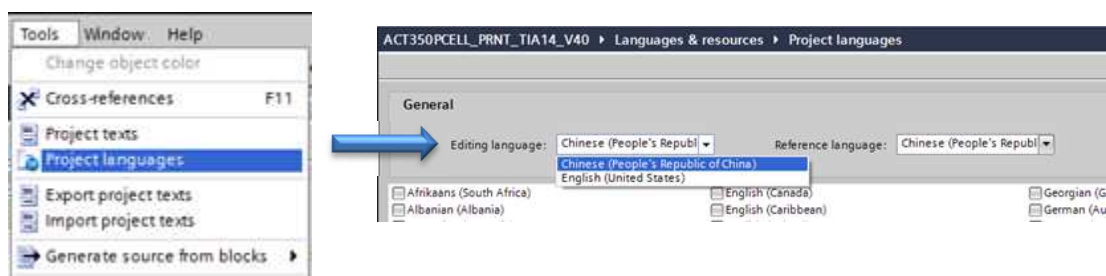 Tools Window Help
Change object color
Cross-references F11
Project texts
Project languages
Export project texts
Import project texts
Generate source from blocks
ACT350PCELL_PRNT_TIA14_V40 ▸ Languages & resources ▸ Project languages
General
Editing language: Chinese (People's Republ Reference language: Chinese (People's Republ
Chinese (People's Republic of China)
English (United States)
Afrikaans (South Africa) English (Canada) Georgian (G
Albanian (Albania) English (Caribbean) German (Au